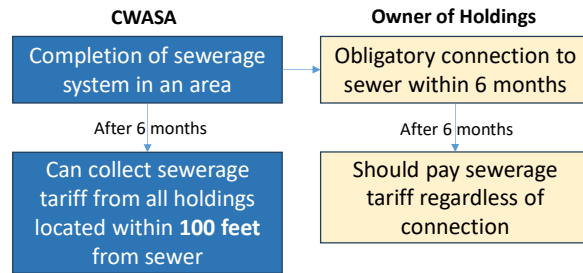 CWASA
Owner of Holdings
Completion of sewerage
system in an area
Obligatory connection to
sewer within 6 months
After 6 months
After 6 months
Can collect sewerage
tariff from all holdings
located within 100 feet
from sewer
Should pay sewerage
tariff regardless of
connection